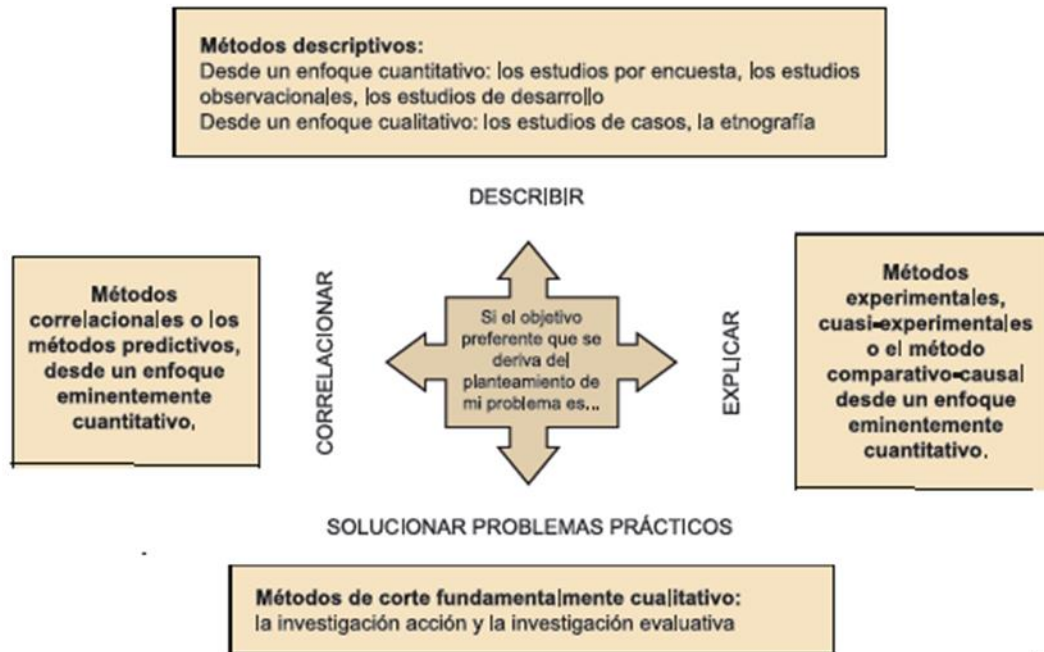 Métodos descriptivos:
Desde un enfoque cuantitativo: los estudios por encuesta, los estudios
observacionales, los estudios de desarrollo
Desde un enfoque cualitativo: los estudios de casos, la etnografía
DESCRIBIR
Métodos
correlacionales o los
métodos predictivos,
desde un enfoque
eminentemente
cuantitativo.
CORRELACIONAR
Si el objetivo
preferente que se
deriva del
planteamiento de
mi problema es...
EXPLICAR
Métodos
experimentales,
cuasi-experimentales
o el método
comparativo-causal
desde un enfoque
eminentemente
cuantitativo.
SOLUCIONAR PROBLEMAS PRÁCTICOS
Métodos de corte fundamentalmente cualitativo:
la investigación acción y la investigación evaluativa